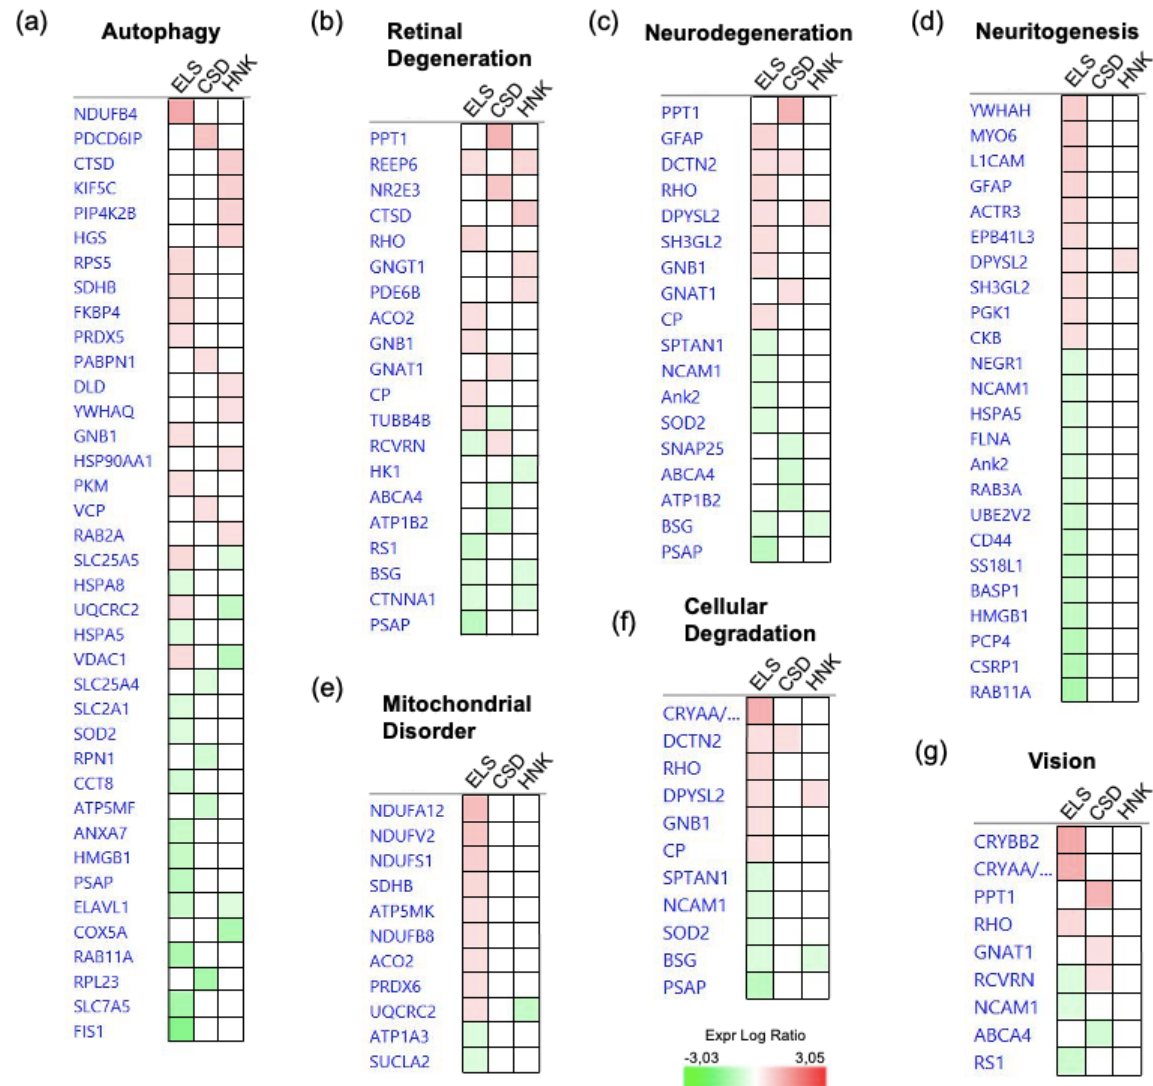 (a)
Autophagy
ELS CSD HNK
NDUFB4
PDCD6IP
CTSD
KIF5C
PIP4K2B
HGS
RPS5
SDHB
FKBP4
PRDX5
PABPN1
DLD
YWHAQ
GNB1
HSP90AA1
PKM
VCP
RAB2A
SLC25A5
HSPA8
UQCRC2
HSPA5
VDAC1
SLC25A4
SLC2A1
SOD2
RPN1
CCT8
ATP5MF
ANXA7
HMGB1
PSAP
ELAVL1
COX5A
RAB11A
RPL23
SLC7A5
FIS1
(b)
Retinal
Degeneration
ELS CSD HNK
PPT1
REEP6
NR2E3
CTSD
RHO
GNGT1
PDE6B
ACO2
GNB1
GNAT1
CP
TUBB4B
RCVRN
HK1
ABCA4
ATP1B2
RS1
BSG
CTNNA1
PSAP
(c)
Neurodegeneration
ELS CSD HNK
PPT1
GFAP
DCTN2
RHO
DPYSL2
SH3GL2
GNB1
GNAT1
CP
SPTAN1
NCAM1
Ank2
SOD2
SNAP25
ABCA4
ATP1B2
BSG
PSAP
(d)
Neuritogenesis
ELS CSD HNK
YWHAH
MYO6
L1CAM
GFAP
ACTR3
EPB41L3
DPYSL2
SH3GL2
PGK1
CKB
NEGR1
NCAM1
HSPA5
FLNA
Ank2
RAB3A
UBE2V2
CD44
SS18L1
BASP1
HMGB1
PCP4
CSRP1
RAB11A
(e)
Mitochondrial
Disorder
ELS CSD HNK
NDUFA12
NDUFV2
NDUFS1
SDHB
ATP5MK
NDUFB8
ACO2
PRDX6
UQCRC2
ATP1A3
SUCLA2
(f)
Cellular
Degradation
ELS CSD HNK
CRYAA/...
DCTN2
RHO
DPYSL2
GNB1
CP
SPTAN1
NCAM1
SOD2
BSG
PSAP
Expr Log Ratio
-3,03 3,05
(g)
Vision
ELS CSD HNK
CRYBB2
CRYAA/...
PPT1
RHO
GNAT1
RCVRN
NCAM1
ABCA4
RS1